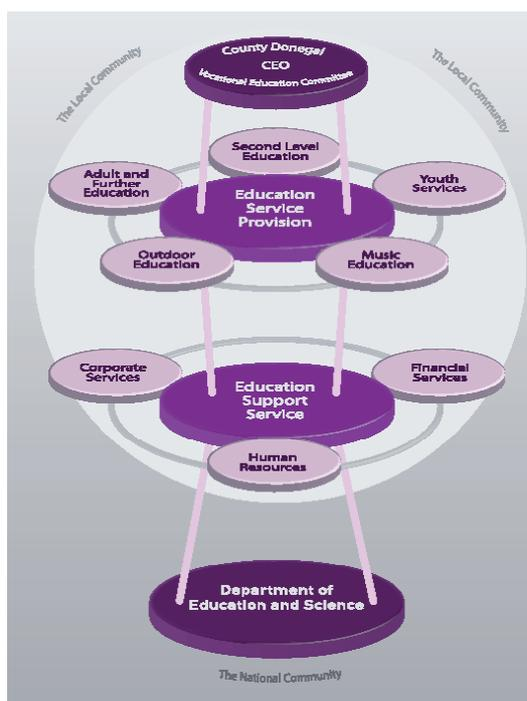 The Local Community
The Local Community
County Donegal
CEO
Vocational Education Committee
Second Level
Education
Adult and
Further
Education
Youth
Services
Education
Service
Provision
Outdoor
Education
Music
Education
Corporate
Services
Financial
Services
Education
Support
Service
Human
Resources
Department of
Education and Science
The National Community